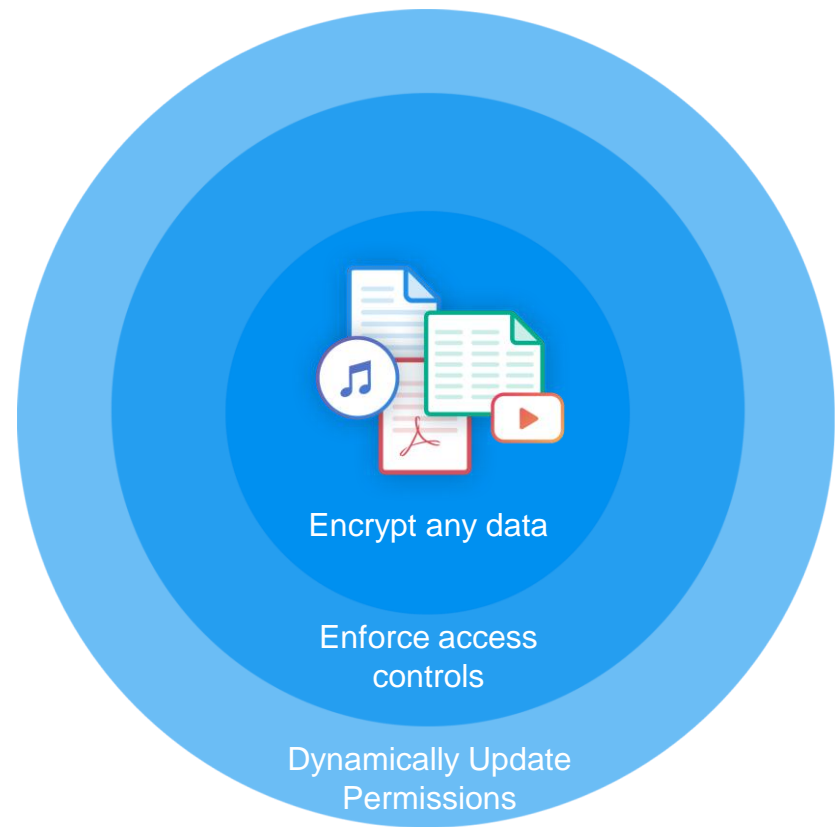 Encrypt any data
Enforce access
controls
Dynamically Update
Permissions